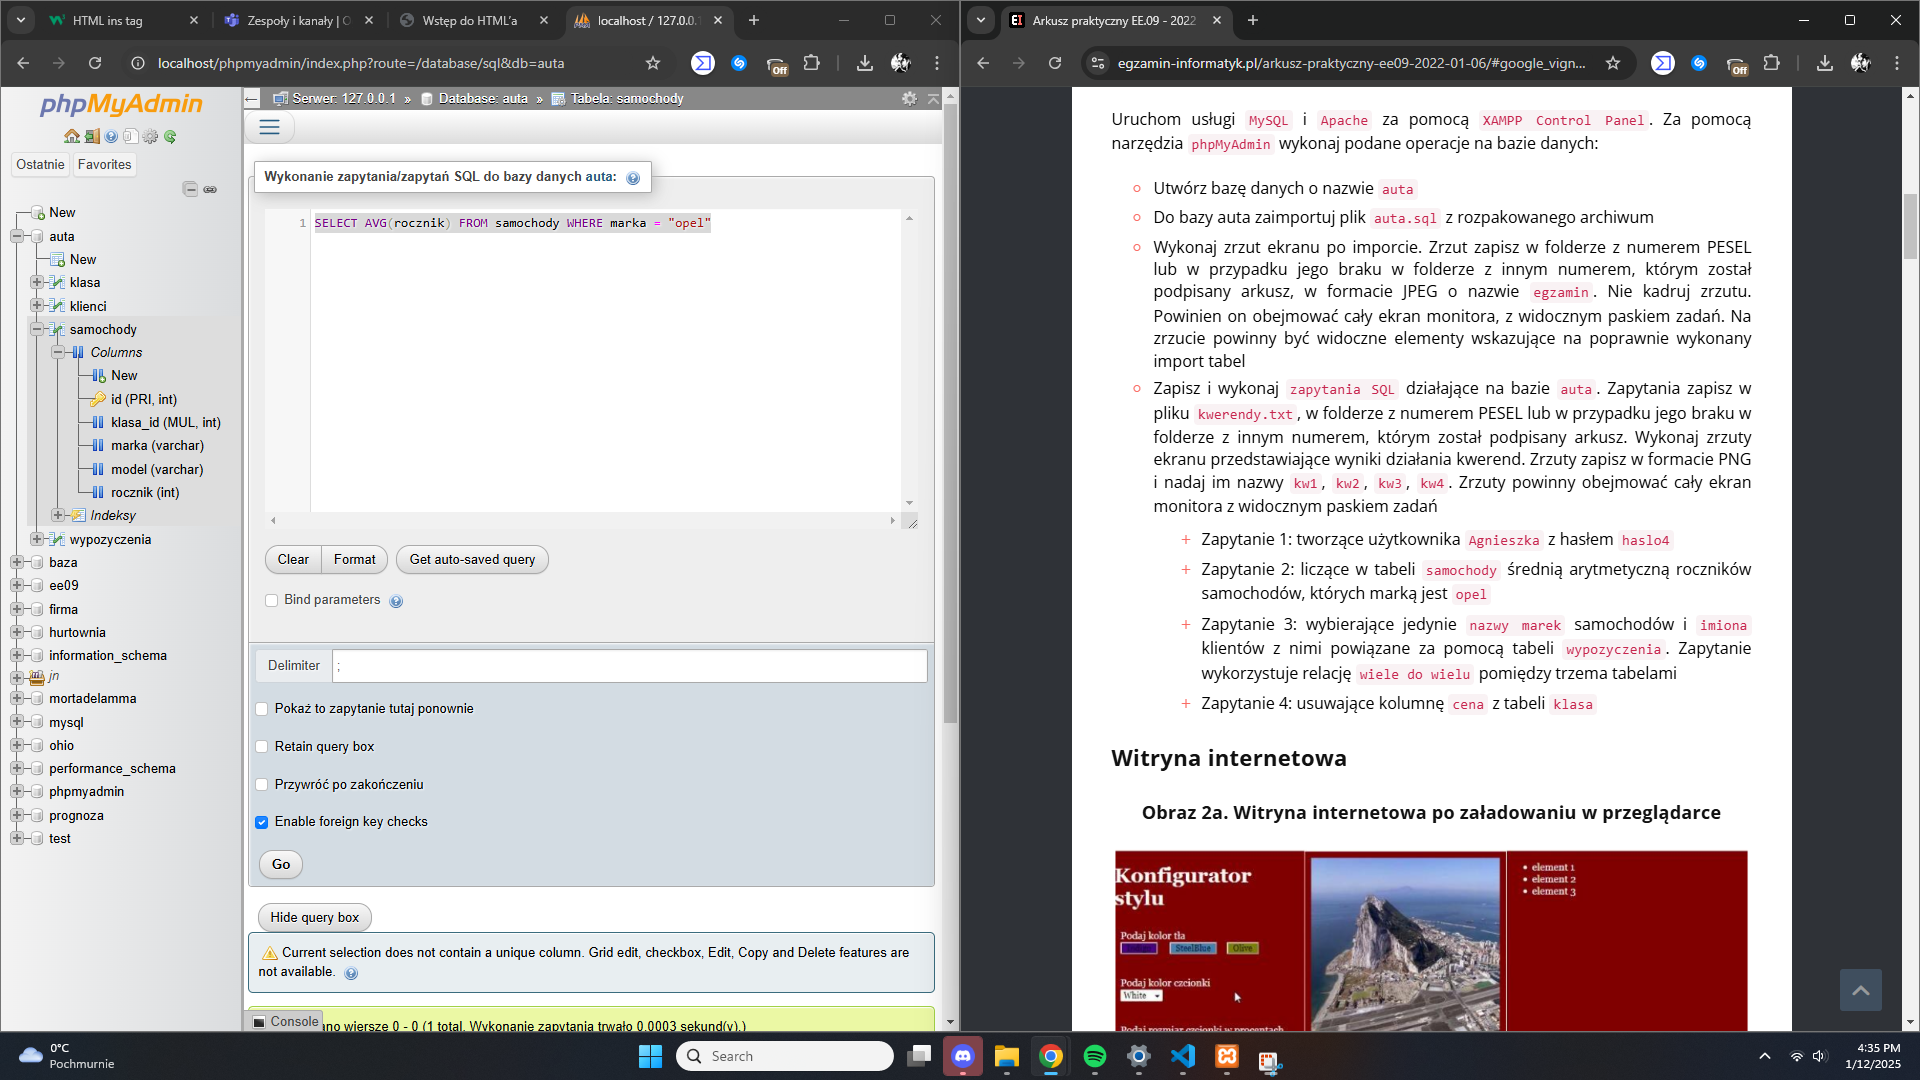 HTML ins tag
Zespoły i kanały | O
Wstęp do HTML'a
localhost / 127.0.0.1
localhost/phpmyadmin/index.php?route=/database/sql&db=auta
Off
phpMyAdmin
Ostatnie
Favorites
New
auta
New
klasa
klienci
samochody
Columns
New
id (PRI, int)
klasa_id (MUL, int)
marka (varchar)
model (varchar)
rocznik (int)
Indeksy
wypozyczenia
baza
ee09
firma
hurtownia
information_schema
jn
mortadelamma
mysql
ohio
performance_schema
phpmyadmin
prognoza
test
Serwer: 127.0.0.1 » Database: auta » Tabela: samochody
Wykonanie zapytania/zapytań SQL do bazy danych auta:
1 SELECT AVG(rocznik) FROM samochody WHERE marka = "opel"
Clear
Format
Get auto-saved query
Bind parameters
Delimiter
;
Pokaż to zapytanie tutaj ponownie
Retain query box
Przywróć po zakończeniu
Enable foreign key checks
Go
Hide query box
Current selection does not contain a unique column. Grid edit, checkbox, Edit, Copy and Delete features are
not available.
Console
ano wiersze 0 - 0 (1 total, Wykonanie zapytania trwało 0,0003 sekund(y).)
Arkusz praktyczny EE.09 - 2022
egzamin-informatyk.pl/arkusz-praktyczny-ee09-2022-01-06/#google_vign...
Off
Uruchom usługi MySQL i Apache za pomocą XAMPP Control Panel. Za pomocą
narzędzia phpMyAdmin wykonaj podane operacje na bazie danych:
Utwórz bazę danych o nazwie auta
Do bazy auta zaimportuj plik auta.sql z rozpakowanego archiwum
Wykonaj zrzut ekranu po imporcie. Zrzut zapisz w folderze z numerem PESEL
lub w przypadku jego braku w folderze z innym numerem, którym został
podpisany arkusz, w formacie JPEG o nazwie egzamin. Nie kadruj zrzutu.
Powinien on obejmować cały ekran monitora, z widocznym paskiem zadań. Na
zrzucie powinny być widoczne elementy wskazujące na poprawnie wykonany
import tabel
Zapisz i wykonaj zapytania SQL działające na bazie auta. Zapytania zapisz w
pliku kwerendy.txt, w folderze z numerem PESEL lub w przypadku jego braku w
folderze z innym numerem, którym został podpisany arkusz. Wykonaj zrzuty
ekranu przedstawiające wyniki działania kwerend. Zrzuty zapisz w formacie PNG
i nadaj im nazwy kw1, kw2, kw3, kw4. Zrzuty powinny obejmować cały ekran
monitora z widocznym paskiem zadań
+ Zapytanie 1: tworzące użytkownika Agnieszka z hasłem haslo4
+ Zapytanie 2: liczące w tabeli samochody średnią arytmetyczną roczników
samochodów, których marką jest opel
+ Zapytanie 3: wybierające jedynie nazwy marek samochodów i imiona
klientów z nimi powiązane za pomocą tabeli wypozyczenia. Zapytanie
wykorzystuje relację wiele do wielu pomiędzy trzema tabelami
+ Zapytanie 4: usuwające kolumnę cena z tabeli klasa
Witryna internetowa
Obraz 2a. Witryna internetowa po załadowaniu w przeglądarce
Konfigurator
stylu
Podaj kolor tła
SteelBlue
Olive
Podaj kolor czcionki
White
Podaj rozmiar czcionki w procentach
element 1
element 2
element 3
0°C
Pochmurnie
Search
4:35 PM
1/12/2025